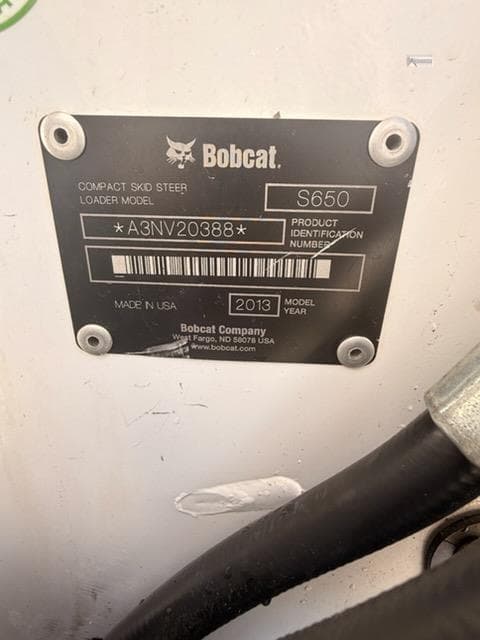 Bobcat.
COMPACT SKID STEER
LOADER MODEL
S650
*A3NV20388*
PRODUCT
IDENTIFICATION
NUMBER
MADE IN USA
2013
MODEL
YEAR
Bobcat Company
West Fargo, ND 58078 USA
www.bobcat.com